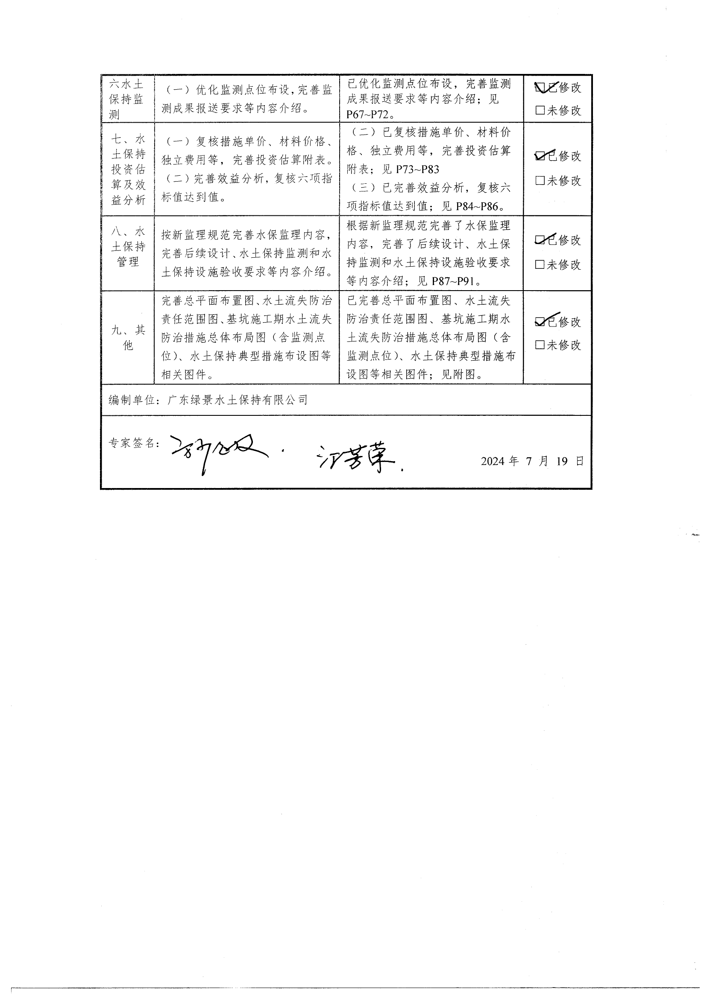 六水土
保持监
测
（一）优化监测点位布设，完善监
测成果报送要求等内容介绍。
已优化监测点位布设，完善监测
成果报送要求等内容介绍；见
P67~P72。
☑已修改
□未修改
七、水
土保持
投资估
算及效
益分析
（一）复核措施单价、材料价格、
独立费用等，完善投资估算附表。
（二）完善效益分析，复核六项指
标值达到值。
（二）已复核措施单价、材料价
格、独立费用等，完善投资估算
附表；见 P73~P83
（三）已完善效益分析，复核六
项指标值达到值；见 P84~P86。
☑已修改
□未修改
八、水
土保持
管理
按新监理规范完善水保监理内容，
完善后续设计、水土保持监测和水
土保持设施验收要求等内容介绍。
根据新监理规范完善了水保监理
内容，完善了后续设计、水土保
持监测和水土保持设施验收要求
等内容介绍；见 P87~P91。
☑已修改
□未修改
九、其
他
完善总平面布置图、水土流失防治
责任范围图、基坑施工期水土流失
防治措施总体布局图（含监测点
位）、水土保持典型措施布设图等
相关图件。
已完善总平面布置图、水土流失
防治责任范围图、基坑施工期水
土流失防治措施总体布局图（含
监测点位）、水土保持典型措施布
设图等相关图件；见附图。
☑已修改
□未修改
编制单位：广东绿景水土保持有限公司
专家签名：
江芳荣
2024 年 7 月 19 日